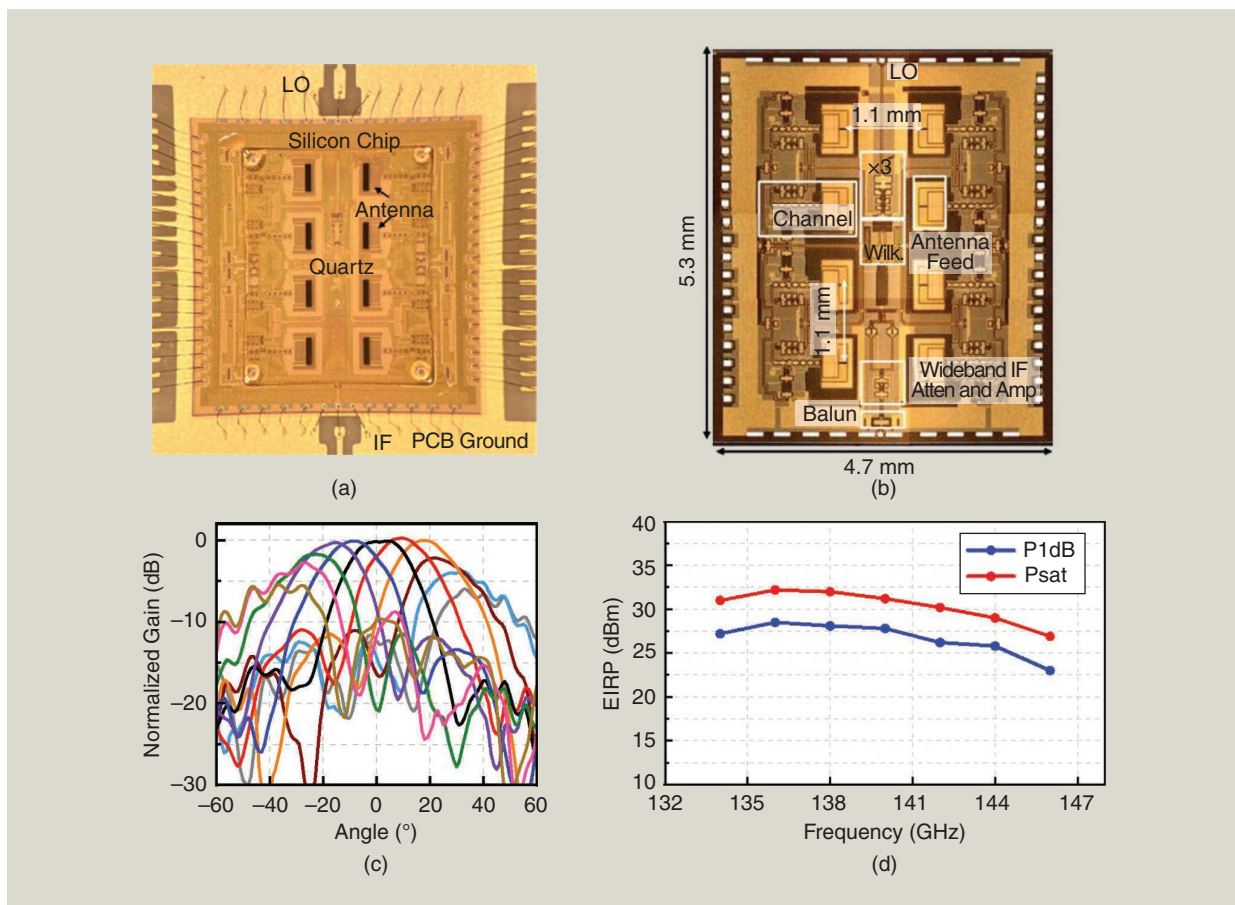 LO
Silicon Chip
Antenna
Quartz
IF PCB Ground
(a)
LO
1.1 mm
×3
Channel
Wilk.
Antenna
Feed
1.1 mm
Wideband IF
Atten and Amp
Balun
5.3 mm
4.7 mm
(b)
Normalized Gain (dB)
0
–10
–20
–30
–60 –40 –20 0 20 40 60
Angle (°)
(c)
EIRP (dBm)
40
35
30
25
22
15
10
P1dB
Psat
132 135 138 141 144 147
Frequency (GHz)
(d)